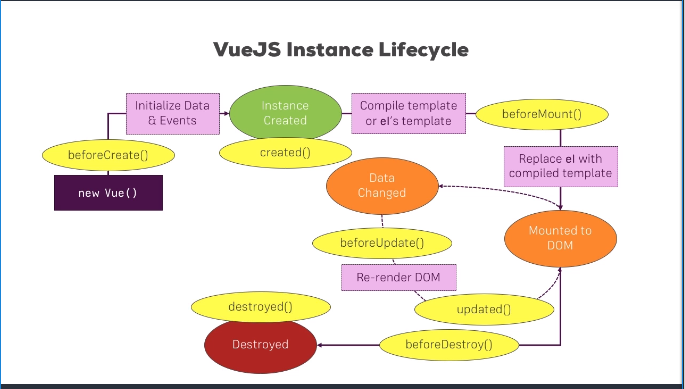 VueJS Instance Lifecycle
new Vue()
beforeCreate()
Initialize Data
& Events
Instance
Created
created()
Compile template
or el's template
beforeMount()
Replace el with
compiled template
Mounted to
DOM
Data
Changed
beforeUpdate()
Re-render DOM
updated()
beforeDestroy()
destroyed()
Destroyed